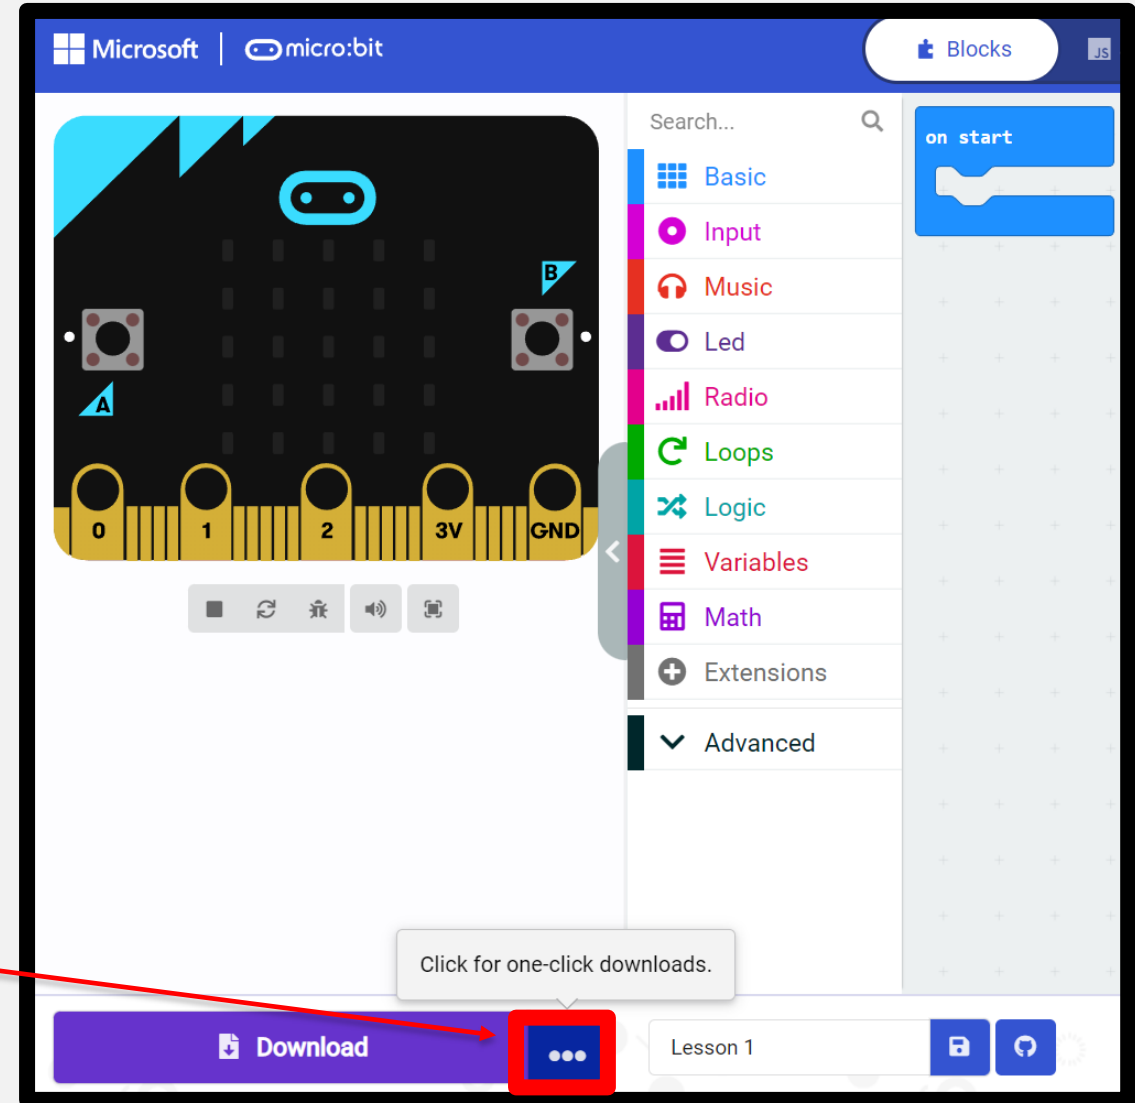 Microsoft micro:bit
Blocks JS
Search...
on start
Basic
Input
B
Music
Led
A
Radio
Loops
Logic
0 1 2 3V GND
Variables
Math
Extensions
Advanced
Click for one-click downloads.
Download
Lesson 1